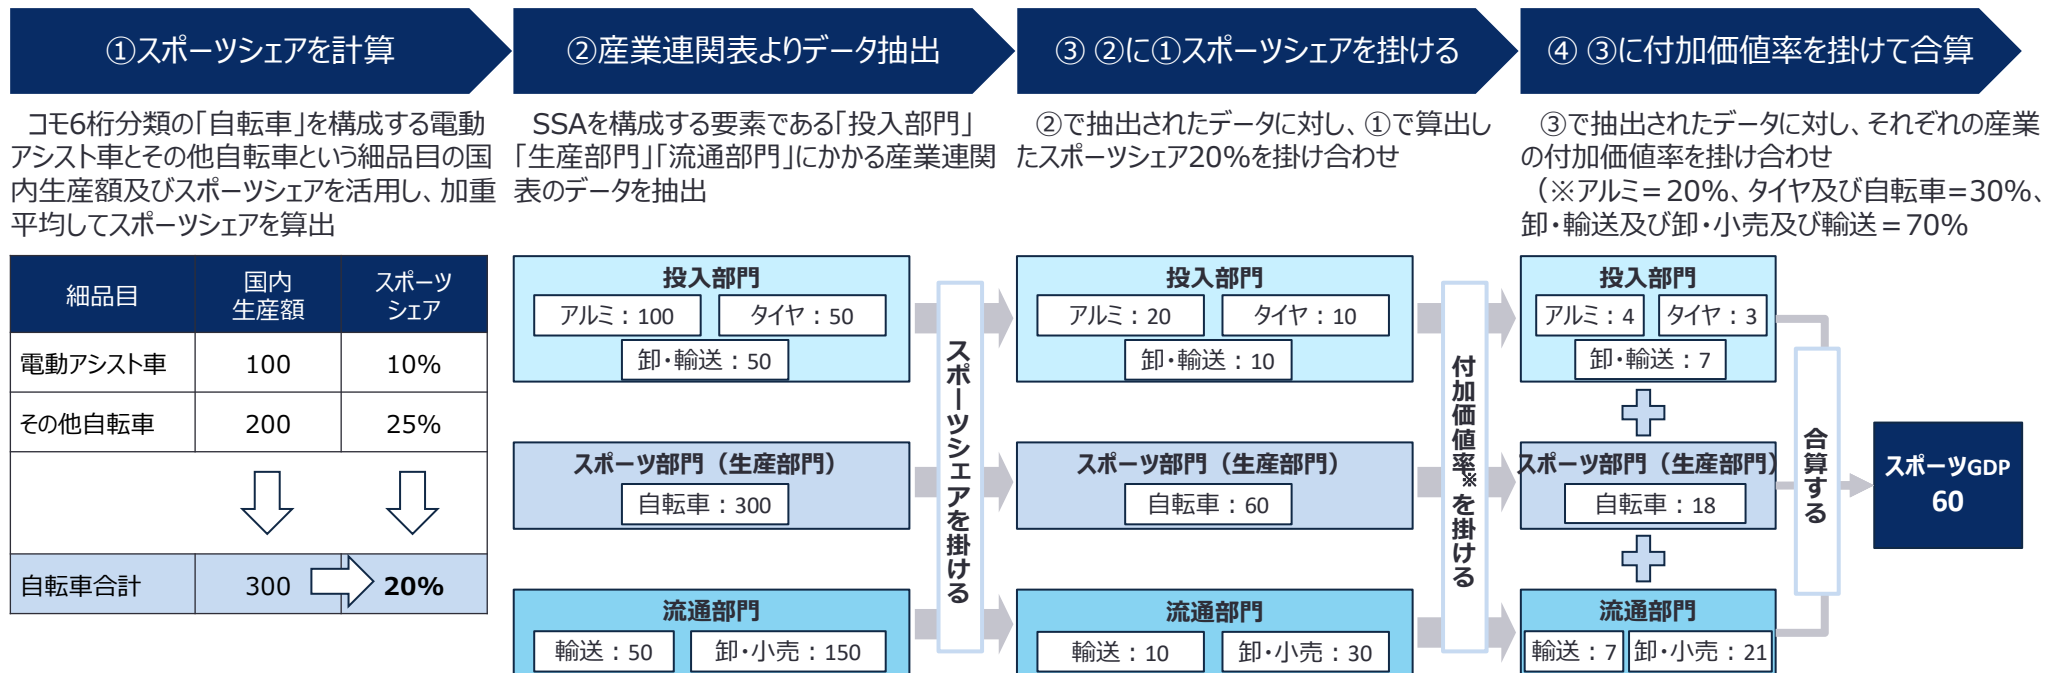 ①スポーツシェアを計算
②産業連関表よりデータ抽出
③ ②に①スポーツシェアを掛ける
④ ③に付加価値率を掛けて合算
コモ6桁分類の「自転車」を構成する電動
アシスト車とその他自転車という細品目の国
内生産額及びスポーツシェアを活用し、加重
平均してスポーツシェアを算出
SSAを構成する要素である「投入部門」
「生産部門」「流通部門」にかかる産業連関
表のデータを抽出
②で抽出されたデータに対し、①で算出し
たスポーツシェア20%を掛け合わせ
③で抽出されたデータに対し、それぞれの産業
の付加価値率を掛け合わせ
（※アルミ＝20%、タイヤ及び自転車=30%、
卸・輸送及び卸・小売及び輸送＝70%
細品目
国内
生産額
スポーツ
シェア
電動アシスト車
100
10%
その他自転車
200
25%
自転車合計
300
20%
投入部門
アルミ：100
タイヤ：50
卸・輸送：50
スポーツ部門（生産部門）
自転車：300
流通部門
輸送：50
卸・小売：150
スポーツシェアを掛ける
投入部門
アルミ：20
タイヤ：10
卸・輸送：10
スポーツ部門（生産部門）
自転車：60
流通部門
輸送：10
卸・小売：30
付加価値率※を掛ける
投入部門
アルミ：4
タイヤ：3
卸・輸送：7
スポーツ部門（生産部門）
自転車：18
流通部門
輸送：7
卸・小売：21
合算する
スポーツGDP
60